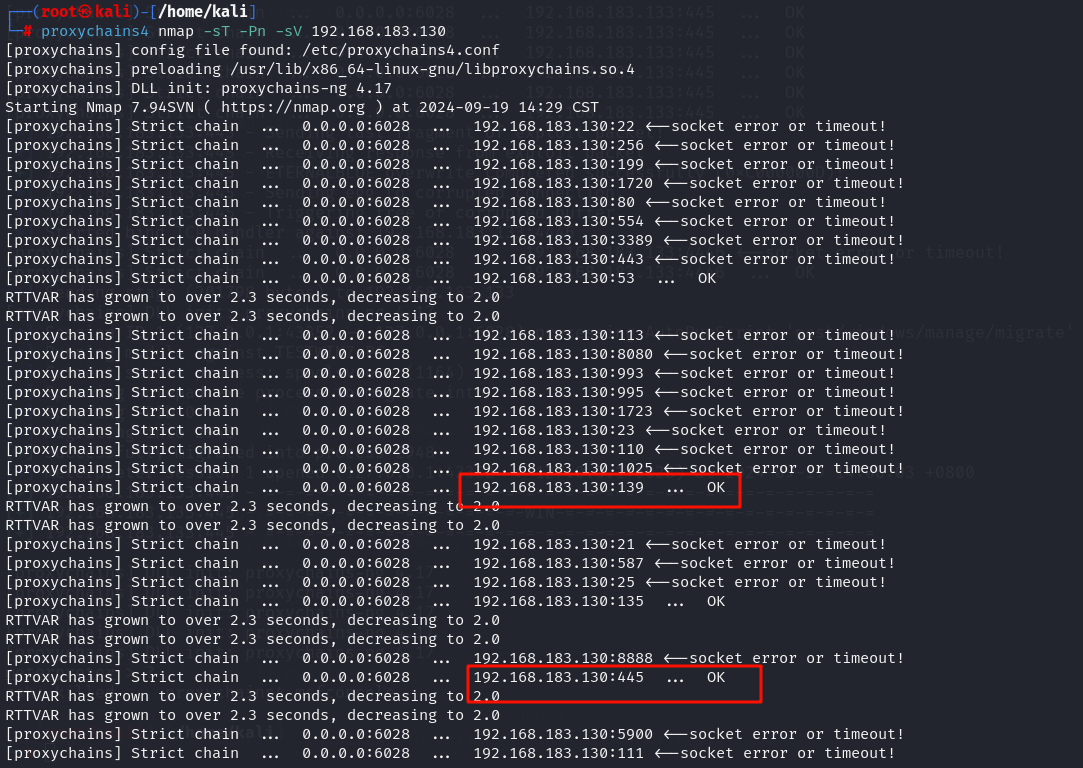 ┌──(root㉿kali)-[/home/kali]
└─# proxychains4 nmap -sT -Pn -sV 192.168.183.130
[proxychains] config file found: /etc/proxychains4.conf
[proxychains] preloading /usr/lib/x86_64-linux-gnu/libproxychains.so.4
[proxychains] DLL init: proxychains-ng 4.17
Starting Nmap 7.94SVN ( https://nmap.org ) at 2024-09-19 14:29 CST
[proxychains] Strict chain  ...  0.0.0.0:6028  ...  192.168.183.130:22 <--socket error or timeout!
[proxychains] Strict chain  ...  0.0.0.0:6028  ...  192.168.183.130:256 <--socket error or timeout!
[proxychains] Strict chain  ...  0.0.0.0:6028  ...  192.168.183.130:199 <--socket error or timeout!
[proxychains] Strict chain  ...  0.0.0.0:6028  ...  192.168.183.130:1720 <--socket error or timeout!
[proxychains] Strict chain  ...  0.0.0.0:6028  ...  192.168.183.130:80 <--socket error or timeout!
[proxychains] Strict chain  ...  0.0.0.0:6028  ...  192.168.183.130:554 <--socket error or timeout!
[proxychains] Strict chain  ...  0.0.0.0:6028  ...  192.168.183.130:3389 <--socket error or timeout!
[proxychains] Strict chain  ...  0.0.0.0:6028  ...  192.168.183.130:443 <--socket error or timeout!
[proxychains] Strict chain  ...  0.0.0.0:6028  ...  192.168.183.130:53  ...  OK
RTTVAR has grown to over 2.3 seconds, decreasing to 2.0
RTTVAR has grown to over 2.3 seconds, decreasing to 2.0
[proxychains] Strict chain  ...  0.0.0.0:6028  ...  192.168.183.130:113 <--socket error or timeout!
[proxychains] Strict chain  ...  0.0.0.0:6028  ...  192.168.183.130:8080 <--socket error or timeout!
[proxychains] Strict chain  ...  0.0.0.0:6028  ...  192.168.183.130:993 <--socket error or timeout!
[proxychains] Strict chain  ...  0.0.0.0:6028  ...  192.168.183.130:995 <--socket error or timeout!
[proxychains] Strict chain  ...  0.0.0.0:6028  ...  192.168.183.130:1723 <--socket error or timeout!
[proxychains] Strict chain  ...  0.0.0.0:6028  ...  192.168.183.130:23 <--socket error or timeout!
[proxychains] Strict chain  ...  0.0.0.0:6028  ...  192.168.183.130:110 <--socket error or timeout!
[proxychains] Strict chain  ...  0.0.0.0:6028  ...  192.168.183.130:1025 <--socket error or timeout!
[proxychains] Strict chain  ...  0.0.0.0:6028  ...  192.168.183.130:139  ...  OK
RTTVAR has grown to over 2.3 seconds, decreasing to 2.0
RTTVAR has grown to over 2.3 seconds, decreasing to 2.0
[proxychains] Strict chain  ...  0.0.0.0:6028  ...  192.168.183.130:21 <--socket error or timeout!
[proxychains] Strict chain  ...  0.0.0.0:6028  ...  192.168.183.130:587 <--socket error or timeout!
[proxychains] Strict chain  ...  0.0.0.0:6028  ...  192.168.183.130:25 <--socket error or timeout!
[proxychains] Strict chain  ...  0.0.0.0:6028  ...  192.168.183.130:135  ...  OK
RTTVAR has grown to over 2.3 seconds, decreasing to 2.0
RTTVAR has grown to over 2.3 seconds, decreasing to 2.0
[proxychains] Strict chain  ...  0.0.0.0:6028  ...  192.168.183.130:8888 <--socket error or timeout!
[proxychains] Strict chain  ...  0.0.0.0:6028  ...  192.168.183.130:445  ...  OK
RTTVAR has grown to over 2.3 seconds, decreasing to 2.0
RTTVAR has grown to over 2.3 seconds, decreasing to 2.0
[proxychains] Strict chain  ...  0.0.0.0:6028  ...  192.168.183.130:5900 <--socket error or timeout!
[proxychains] Strict chain  ...  0.0.0.0:6028  ...  192.168.183.130:111 <--socket error or timeout!